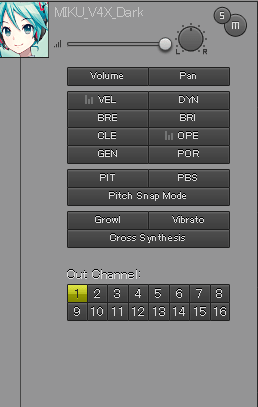 MIKU_V4X_Dark
S
m
L R
Volume Pan
VEL DYN
BRE BRI
CLE OPE
GEN POR
PIT PBS
Pitch Snap Mode
Growl Vibrato
Cross Synthesis
Out Channel:
1 2 3 4 5 6 7 8
9 10 11 12 13 14 15 16